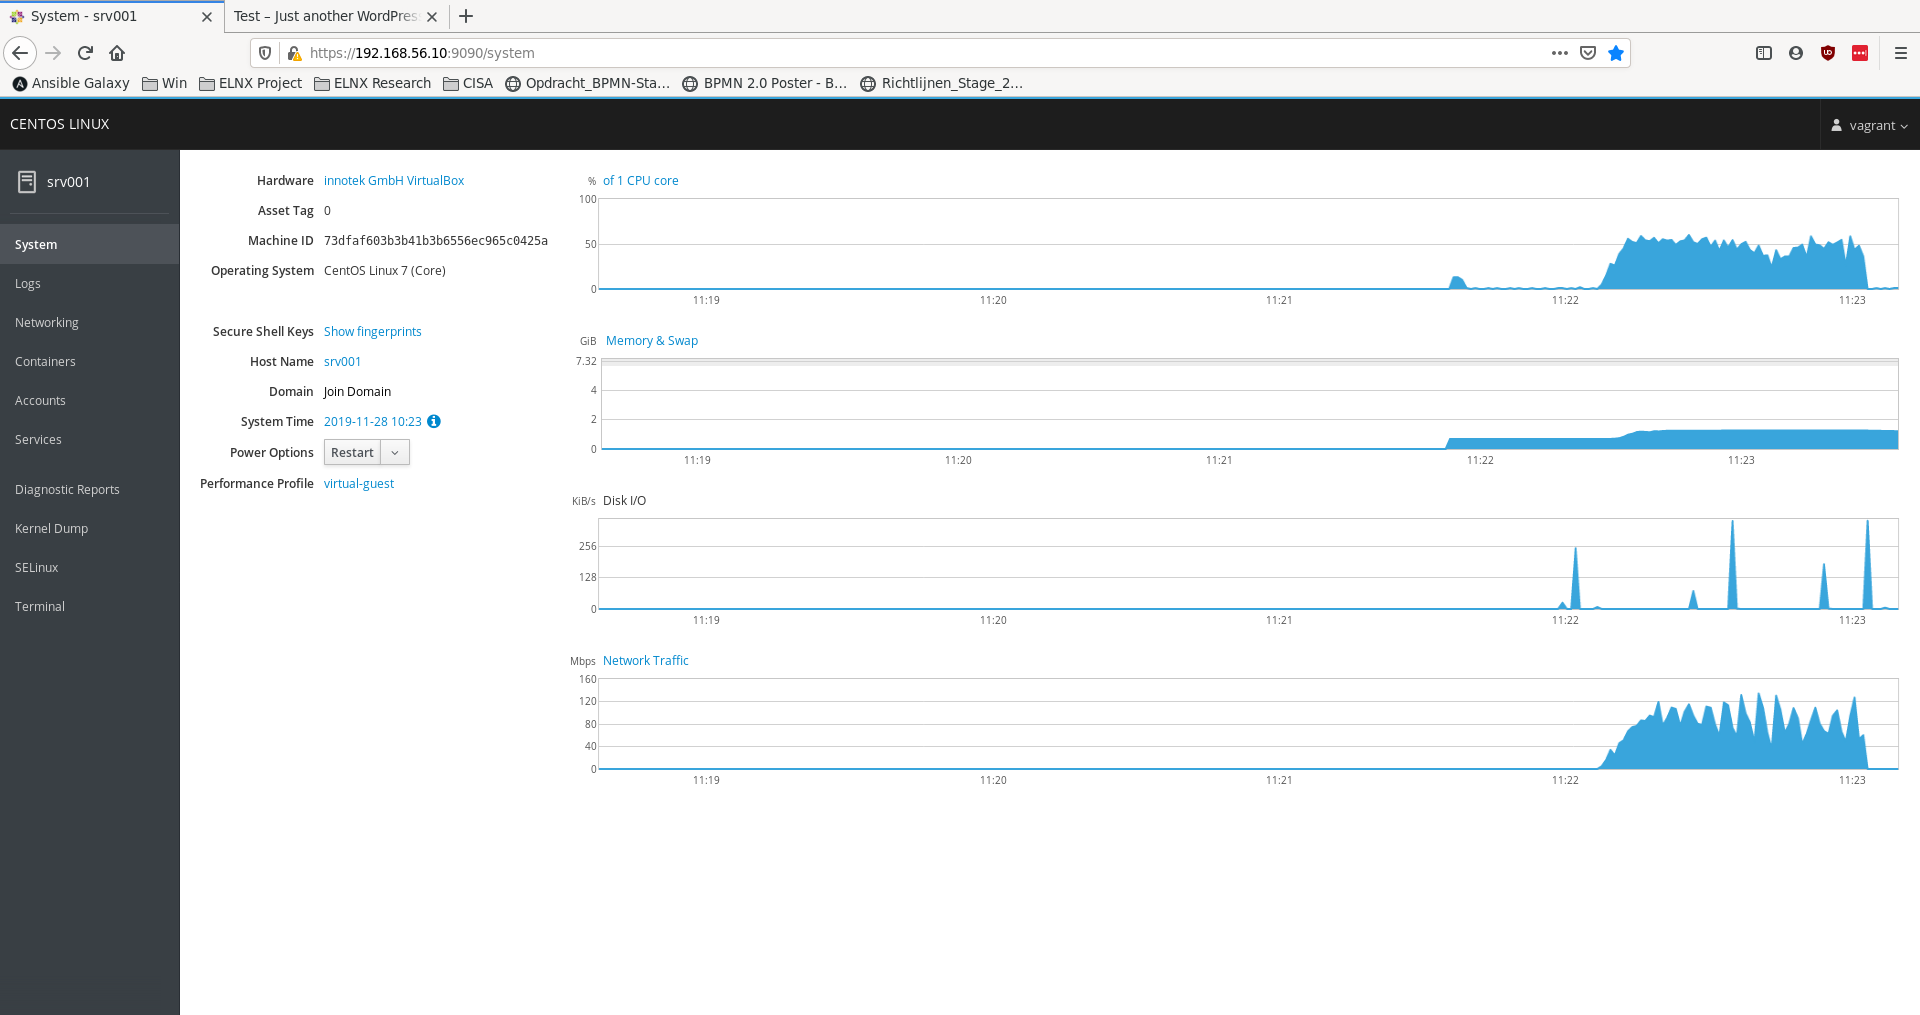 System - srv001
Test – Just another WordPres
https://192.168.56.10:9090/system
Ansible Galaxy Win ELNX Project ELNX Research CISA Opdracht_BPMN-Sta... BPMN 2.0 Poster - B... Richtlijnen_Stage_2...
CENTOS LINUX
vagrant
srv001
System
Logs
Networking
Containers
Accounts
Services
Diagnostic Reports
Kernel Dump
SELinux
Terminal
Hardware innotek GmbH VirtualBox
Asset Tag 0
Machine ID 73dfaf603b3b41b3b6556ec965c0425a
Operating System CentOS Linux 7 (Core)
Secure Shell Keys Show fingerprints
Host Name srv001
Domain Join Domain
System Time 2019-11-28 10:23
Power Options Restart
Performance Profile virtual-guest
% of 1 CPU core
100
50
0
11:19 11:20 11:21 11:22 11:23
GiB Memory & Swap
7.32
4
2
0
11:19 11:20 11:21 11:22 11:23
KiB/s Disk I/O
256
128
0
11:19 11:20 11:21 11:22 11:23
Mbps Network Traffic
160
120
80
40
0
11:19 11:20 11:21 11:22 11:23